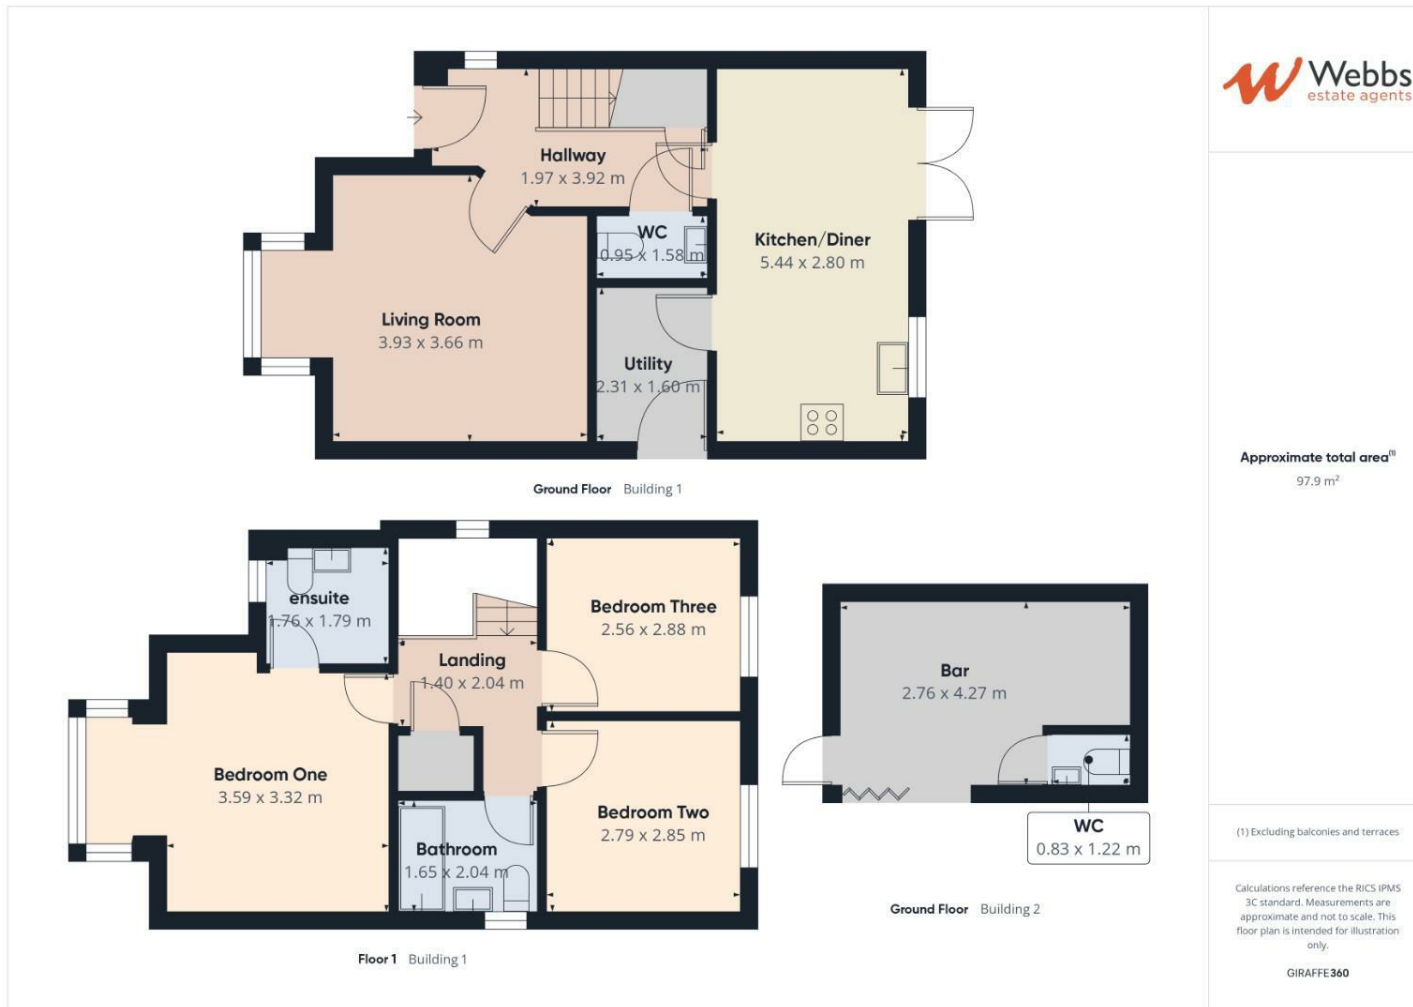 Webbs
estate agents
Hallway
1.97 x 3.92 m
WC
0.95 x 1.58 m
Kitchen/Diner
5.44 x 2.80 m
Living Room
3.93 x 3.66 m
Utility
2.31 x 1.60 m
Ground Floor Building 1
Approximate total area(1)
97.9 m²
ensuite
1.76 x 1.79 m
Bedroom Three
2.56 x 2.88 m
Landing
1.40 x 2.04 m
Bar
2.76 x 4.27 m
Bedroom One
3.59 x 3.32 m
Bedroom Two
2.79 x 2.85 m
Bathroom
1.65 x 2.04 m
WC
0.83 x 1.22 m
Ground Floor Building 2
Floor 1 Building 1
(1) Excluding balconies and terraces
Calculations reference the RICS IPMS
3C standard. Measurements are
approximate and not to scale. This
floor plan is intended for illustration
only.
GIRAFFE360